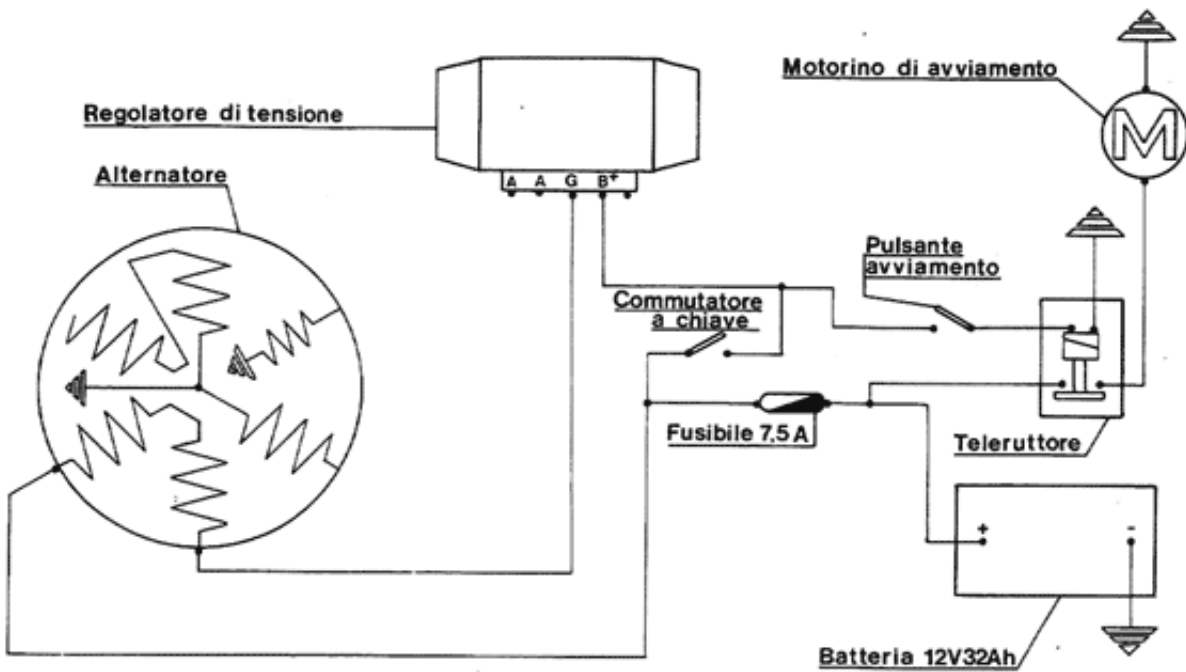 Motorino di avviamento
M
Regolatore di tensione
A A G B+
Alternatore
Pulsante
avviamento
Commutatore
a chiave
Fusibile 7,5 A
Teleruttore
+ -
Batteria 12V32Ah